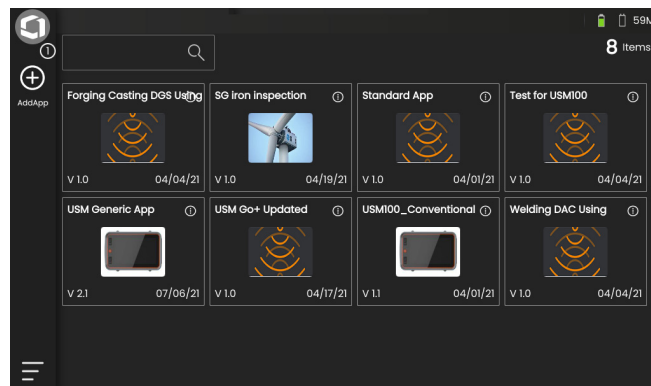 59M
1
8 Items
AddApp
Forging Casting DGS Using
V 1.0 04/04/21
SG iron inspection
V 1.0 04/19/21
Standard App
V 1.0 04/01/21
Test for USM100
V 1.0 04/04/21
USM Generic App
V 2.1 07/06/21
USM Go+ Updated
V 1.0 04/17/21
USM100_Conventional
V 1.1 04/01/21
Welding DAC Using
V 1.0 04/04/21